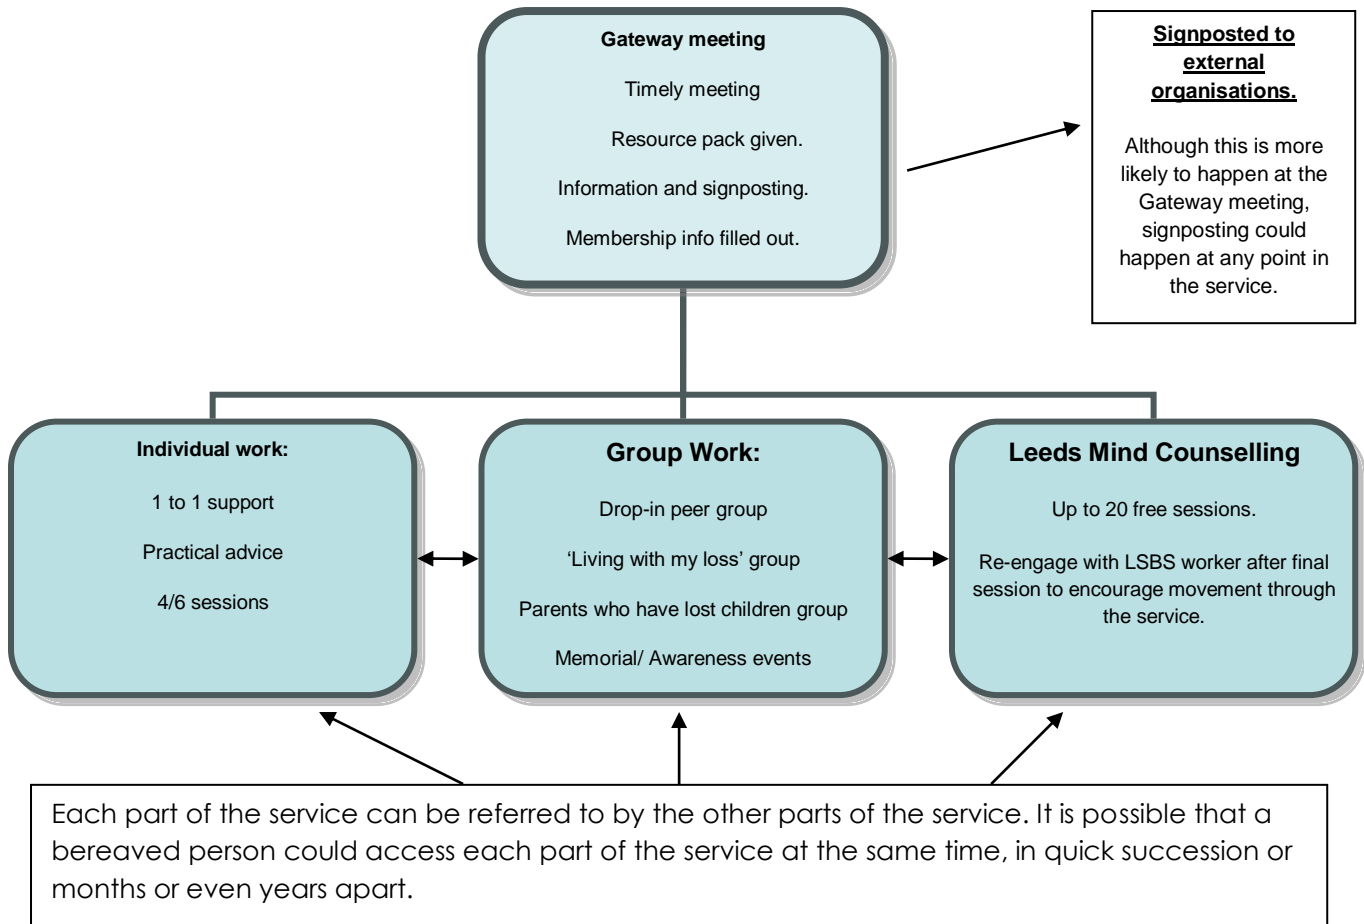 Gateway meeting
Timely meeting
Resource pack given.
Information and signposting.
Membership info filled out.
Signposted to
external
organisations.
Although this is more
likely to happen at the
Gateway meeting,
signposting could
happen at any point in
the service.
Individual work:
1 to 1 support
Practical advice
4/6 sessions
Group Work:
Drop-in peer group
‘Living with my loss’ group
Parents who have lost children group
Memorial/ Awareness events
Leeds Mind Counselling
Up to 20 free sessions.
Re-engage with LSBS worker after final
session to encourage movement through
the service.
Each part of the service can be referred to by the other parts of the service. It is possible that a
bereaved person could access each part of the service at the same time, in quick succession or
months or even years apart.